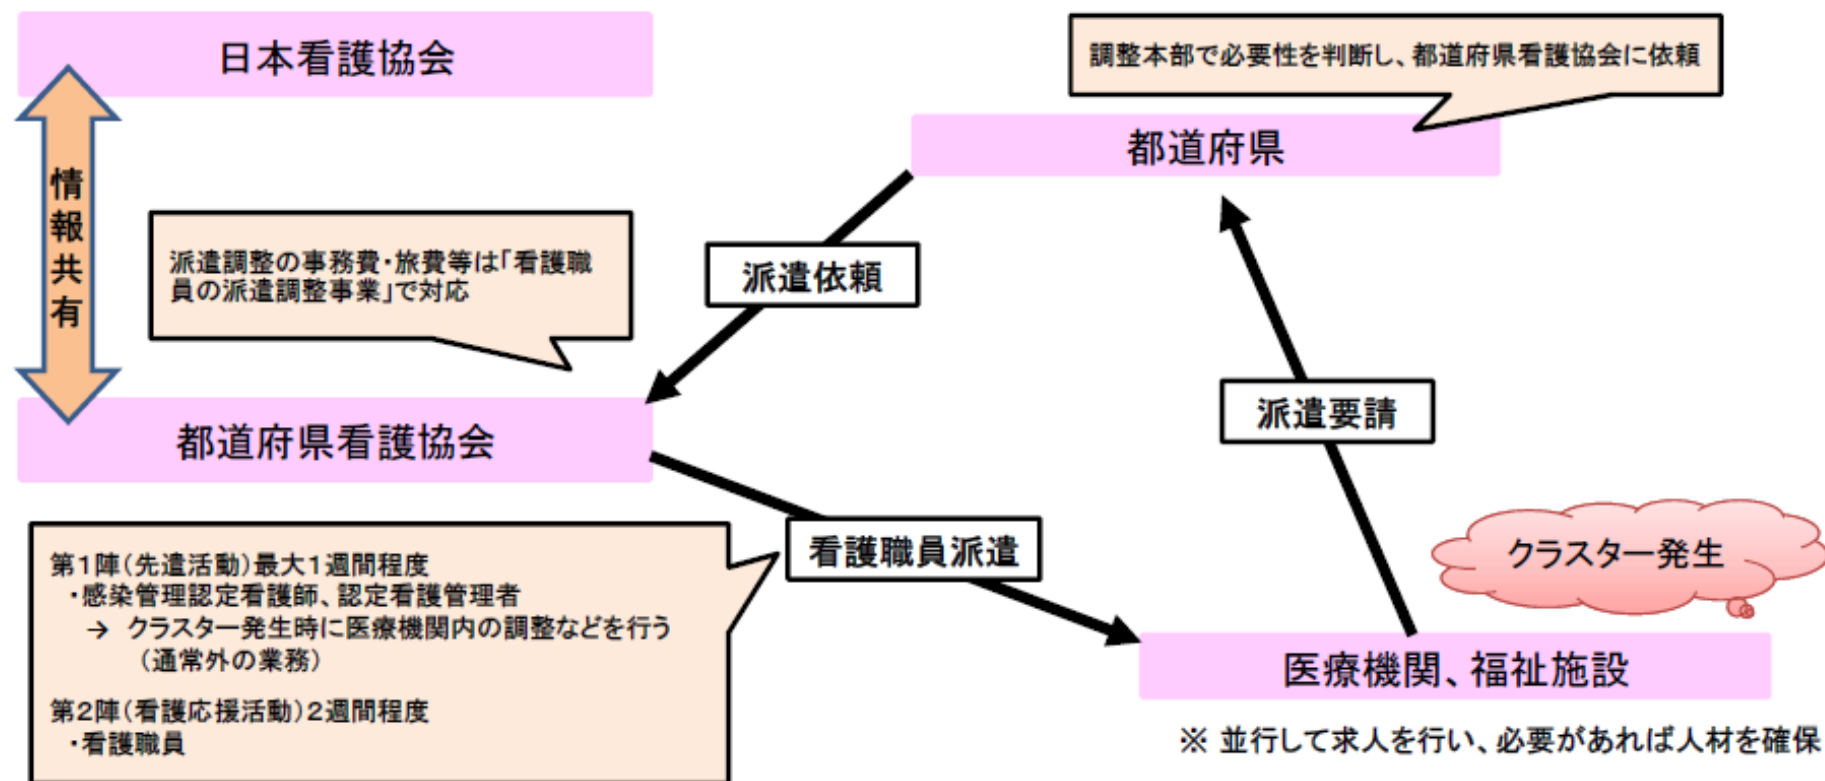 日本看護協会
調整本部で必要性を判断し、都道府県看護協会に依頼
都道府県
情報共有
派遣調整の事務費・旅費等は「看護職
員の派遣調整事業」で対応
派遣依頼
都道府県看護協会
派遣要請
看護職員派遣
クラスター発生
第1陣(先遣活動)最大1週間程度
・感染管理認定看護師、認定看護管理者
→ クラスター発生時に医療機関内の調整などを行う
(通常外の業務)
第2陣(看護応援活動)2週間程度
・看護職員
医療機関、福祉施設
※ 並行して求人を行い、必要があれば人材を確保